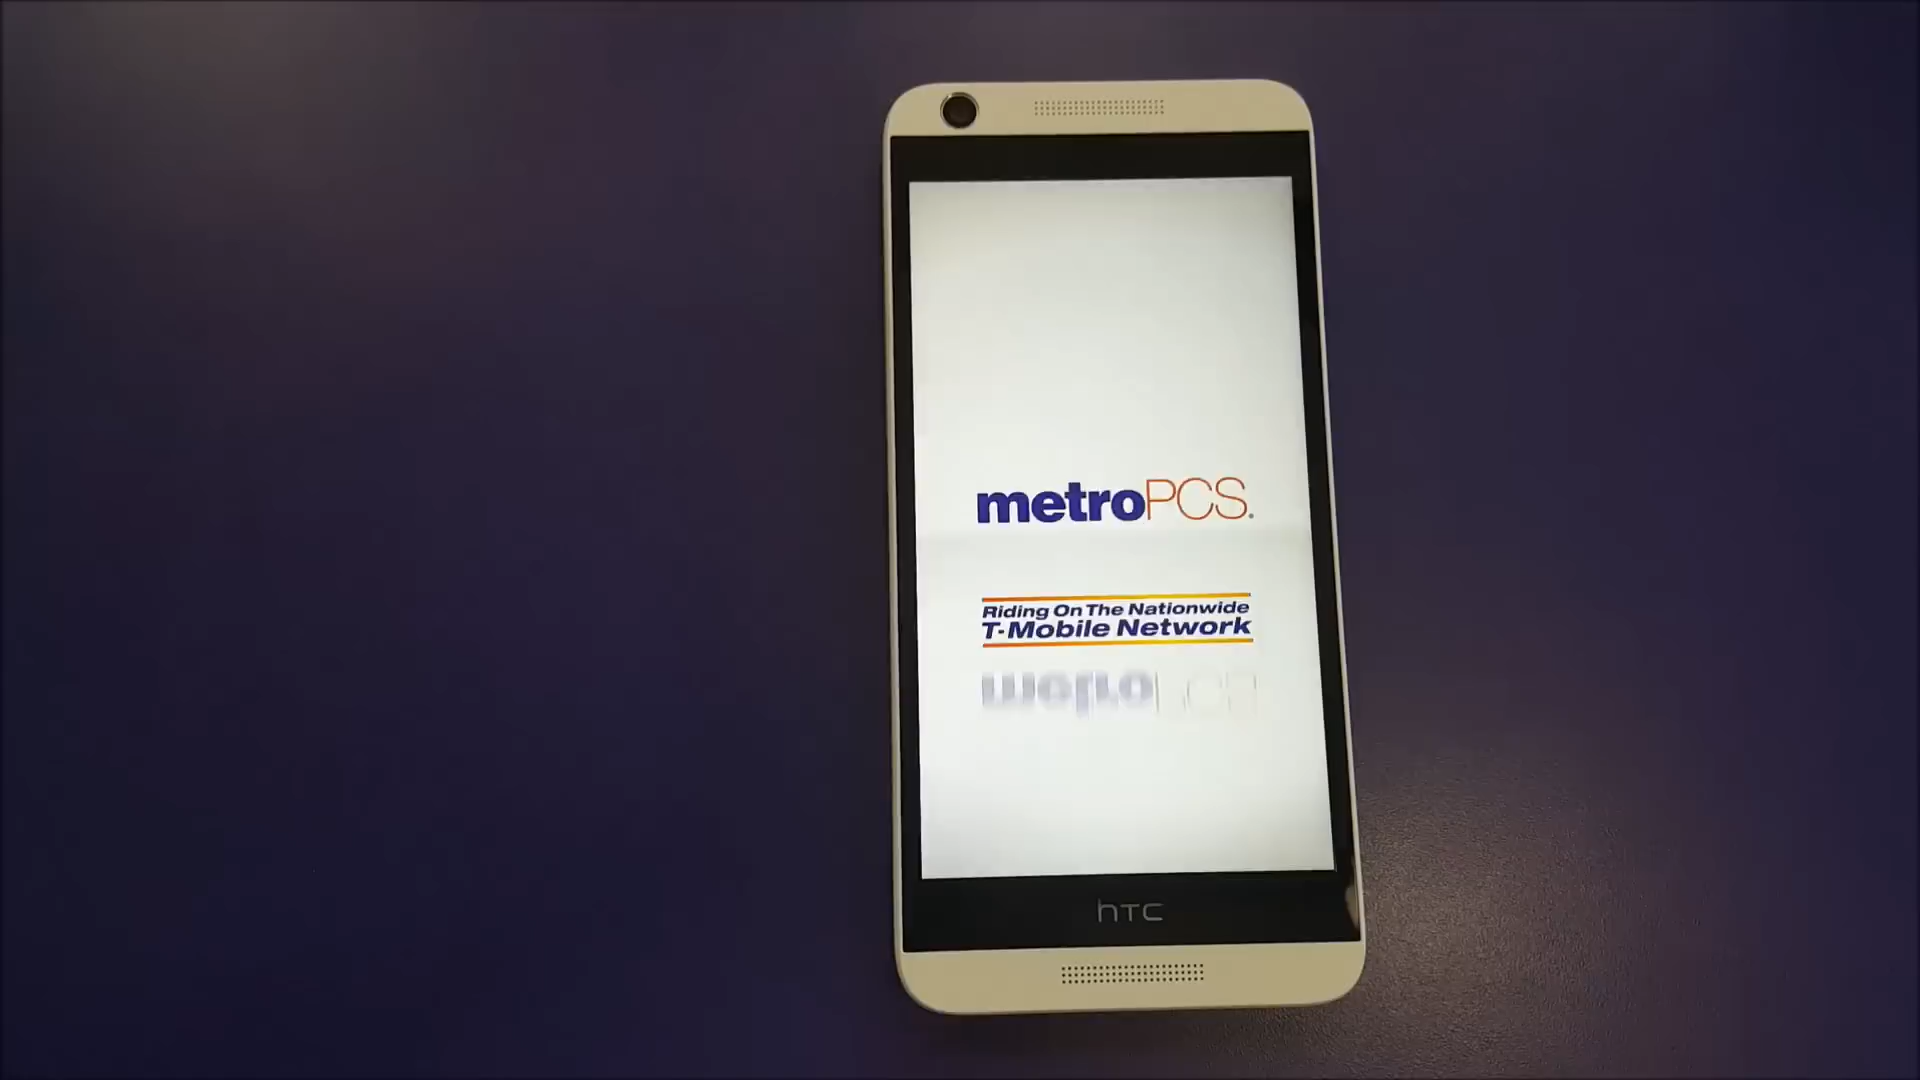 metroPCS.
Riding On The Nationwide
T-Mobile Network
hTC